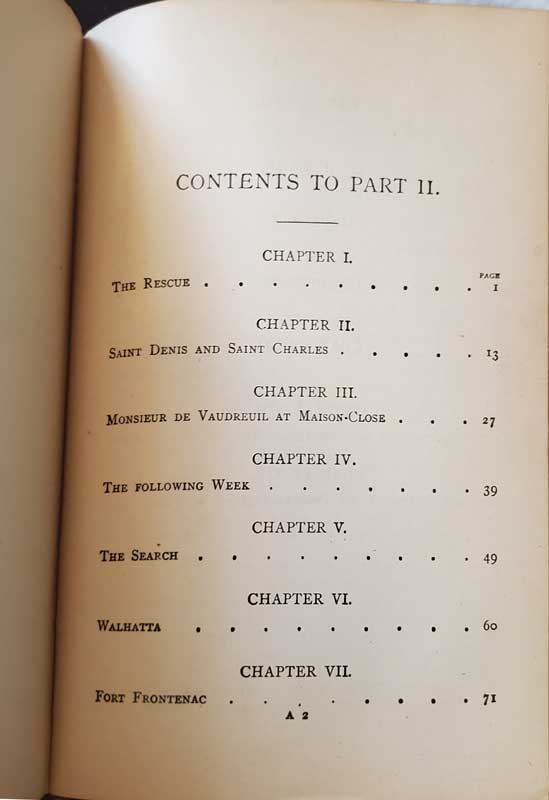 CONTENTS TO PART II.
CHAPTER I.
PAGE
THE RESCUE . . . . . . . . . 1
CHAPTER II.
SAINT DENIS AND SAINT CHARLES . . . . . 13
CHAPTER III.
MONSIEUR DE VAUDREUIL AT MAISON-CLOSE . . . 27
CHAPTER IV.
THE FOLLOWING WEEK . . . . . . . 39
CHAPTER V.
THE SEARCH . . . . . . . . . 49
CHAPTER VI.
WALHATTA . . . . . . . . . 60
CHAPTER VII.
FORT FRONTENAC . . . . . . . . 71
A 2